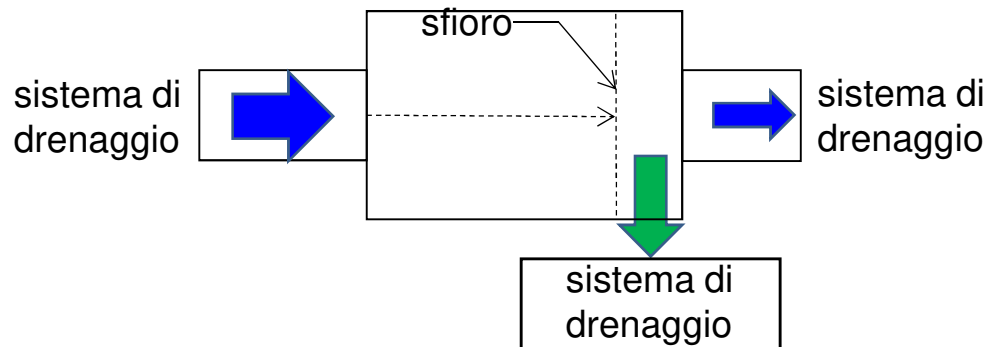 sfioro
sistema di
drenaggio
sistema di
drenaggio
sistema di
drenaggio